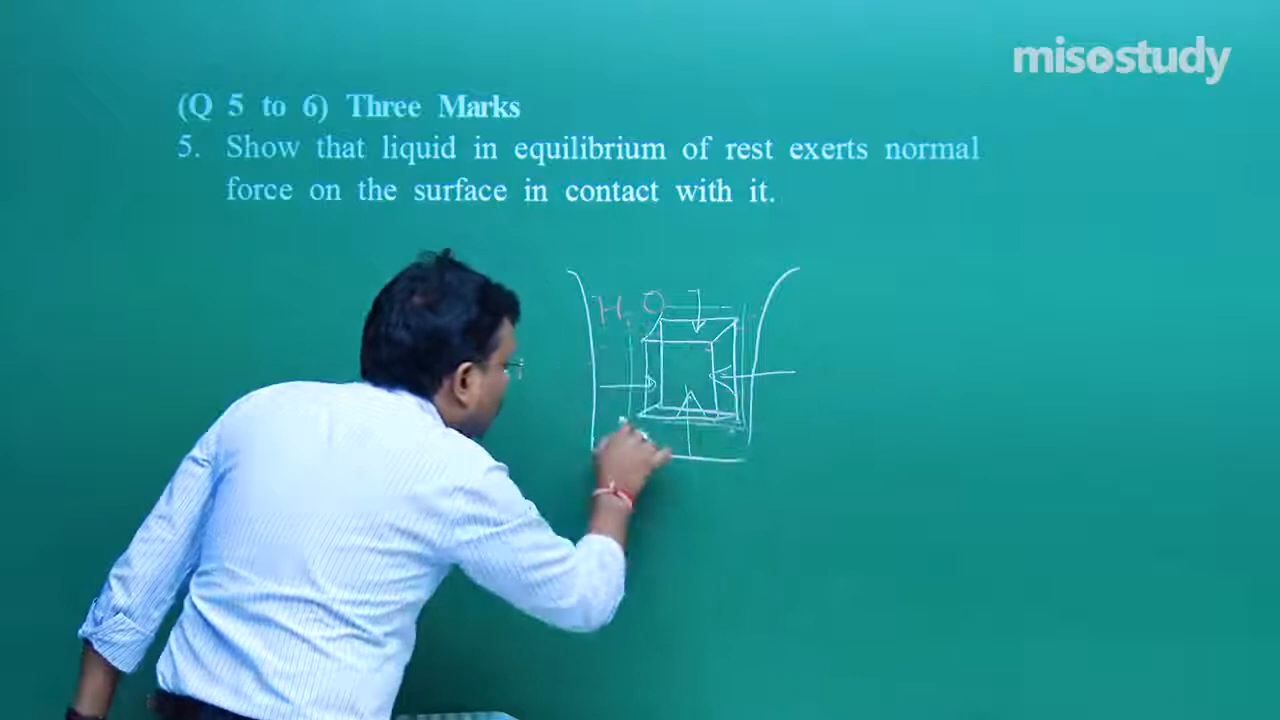 misostudy
(Q 5 to 6) Three Marks
5. Show that liquid in equilibrium of rest exerts normal
force on the surface in contact with it.
H2O